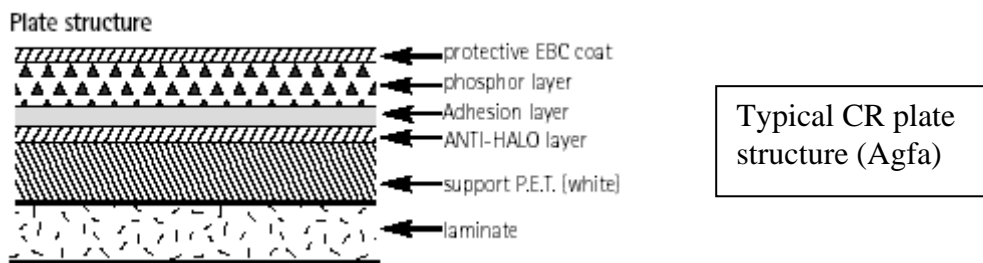 Plate structure
protective EBC coat
phosphor layer
Adhesion layer
ANTI-HALO layer
support P.E.T. (white)
laminate
Typical CR plate
structure (Agfa)